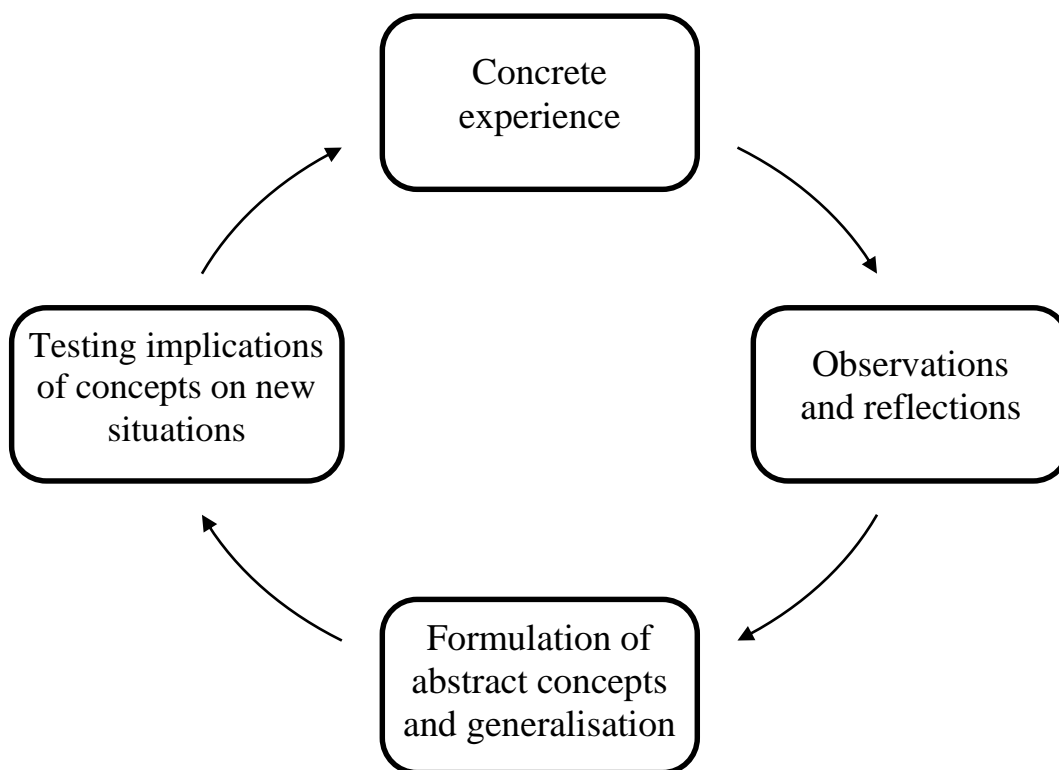 Concrete
experience
Testing implications
of concepts on new
situations
Observations
and reflections
Formulation of
abstract concepts
and generalisation